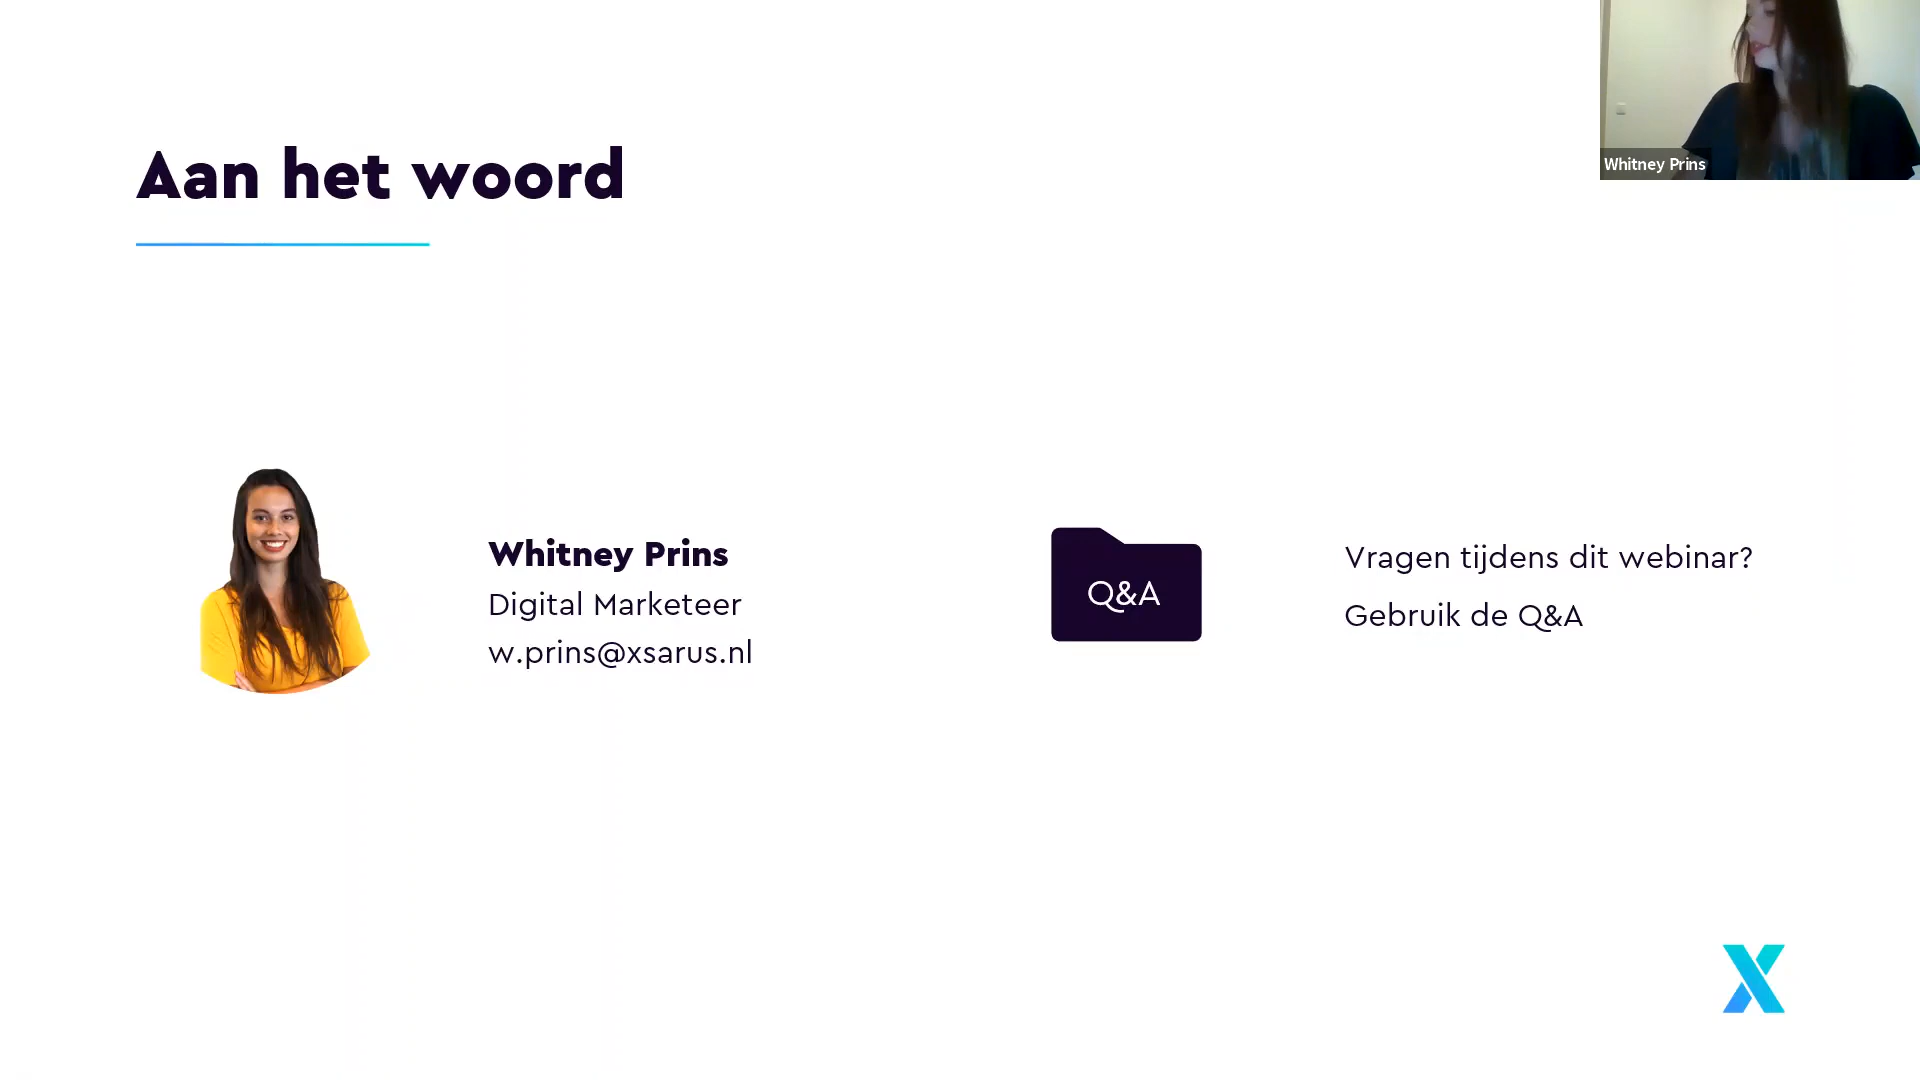 Aan het woord
Whitney Prins
Whitney Prins
Digital Marketeer
w.prins@xsarus.nl
Q&A
Vragen tijdens dit webinar?
Gebruik de Q&A
X